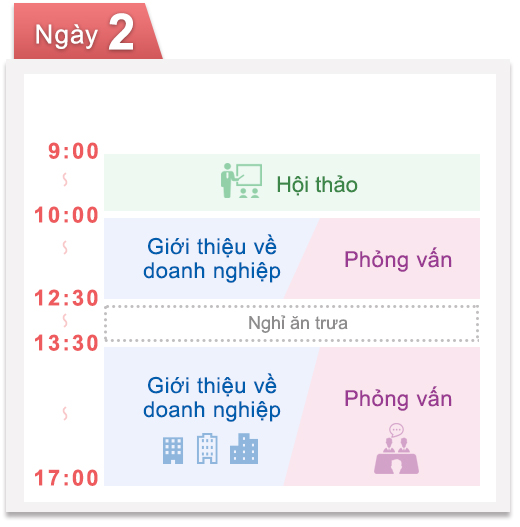 Ngày 2
9:00
Hội thảo
10:00
Giới thiệu về
doanh nghiệp
Phỏng vấn
12:30
Nghỉ ăn trưa
13:30
Giới thiệu về
doanh nghiệp
Phỏng vấn
17:00